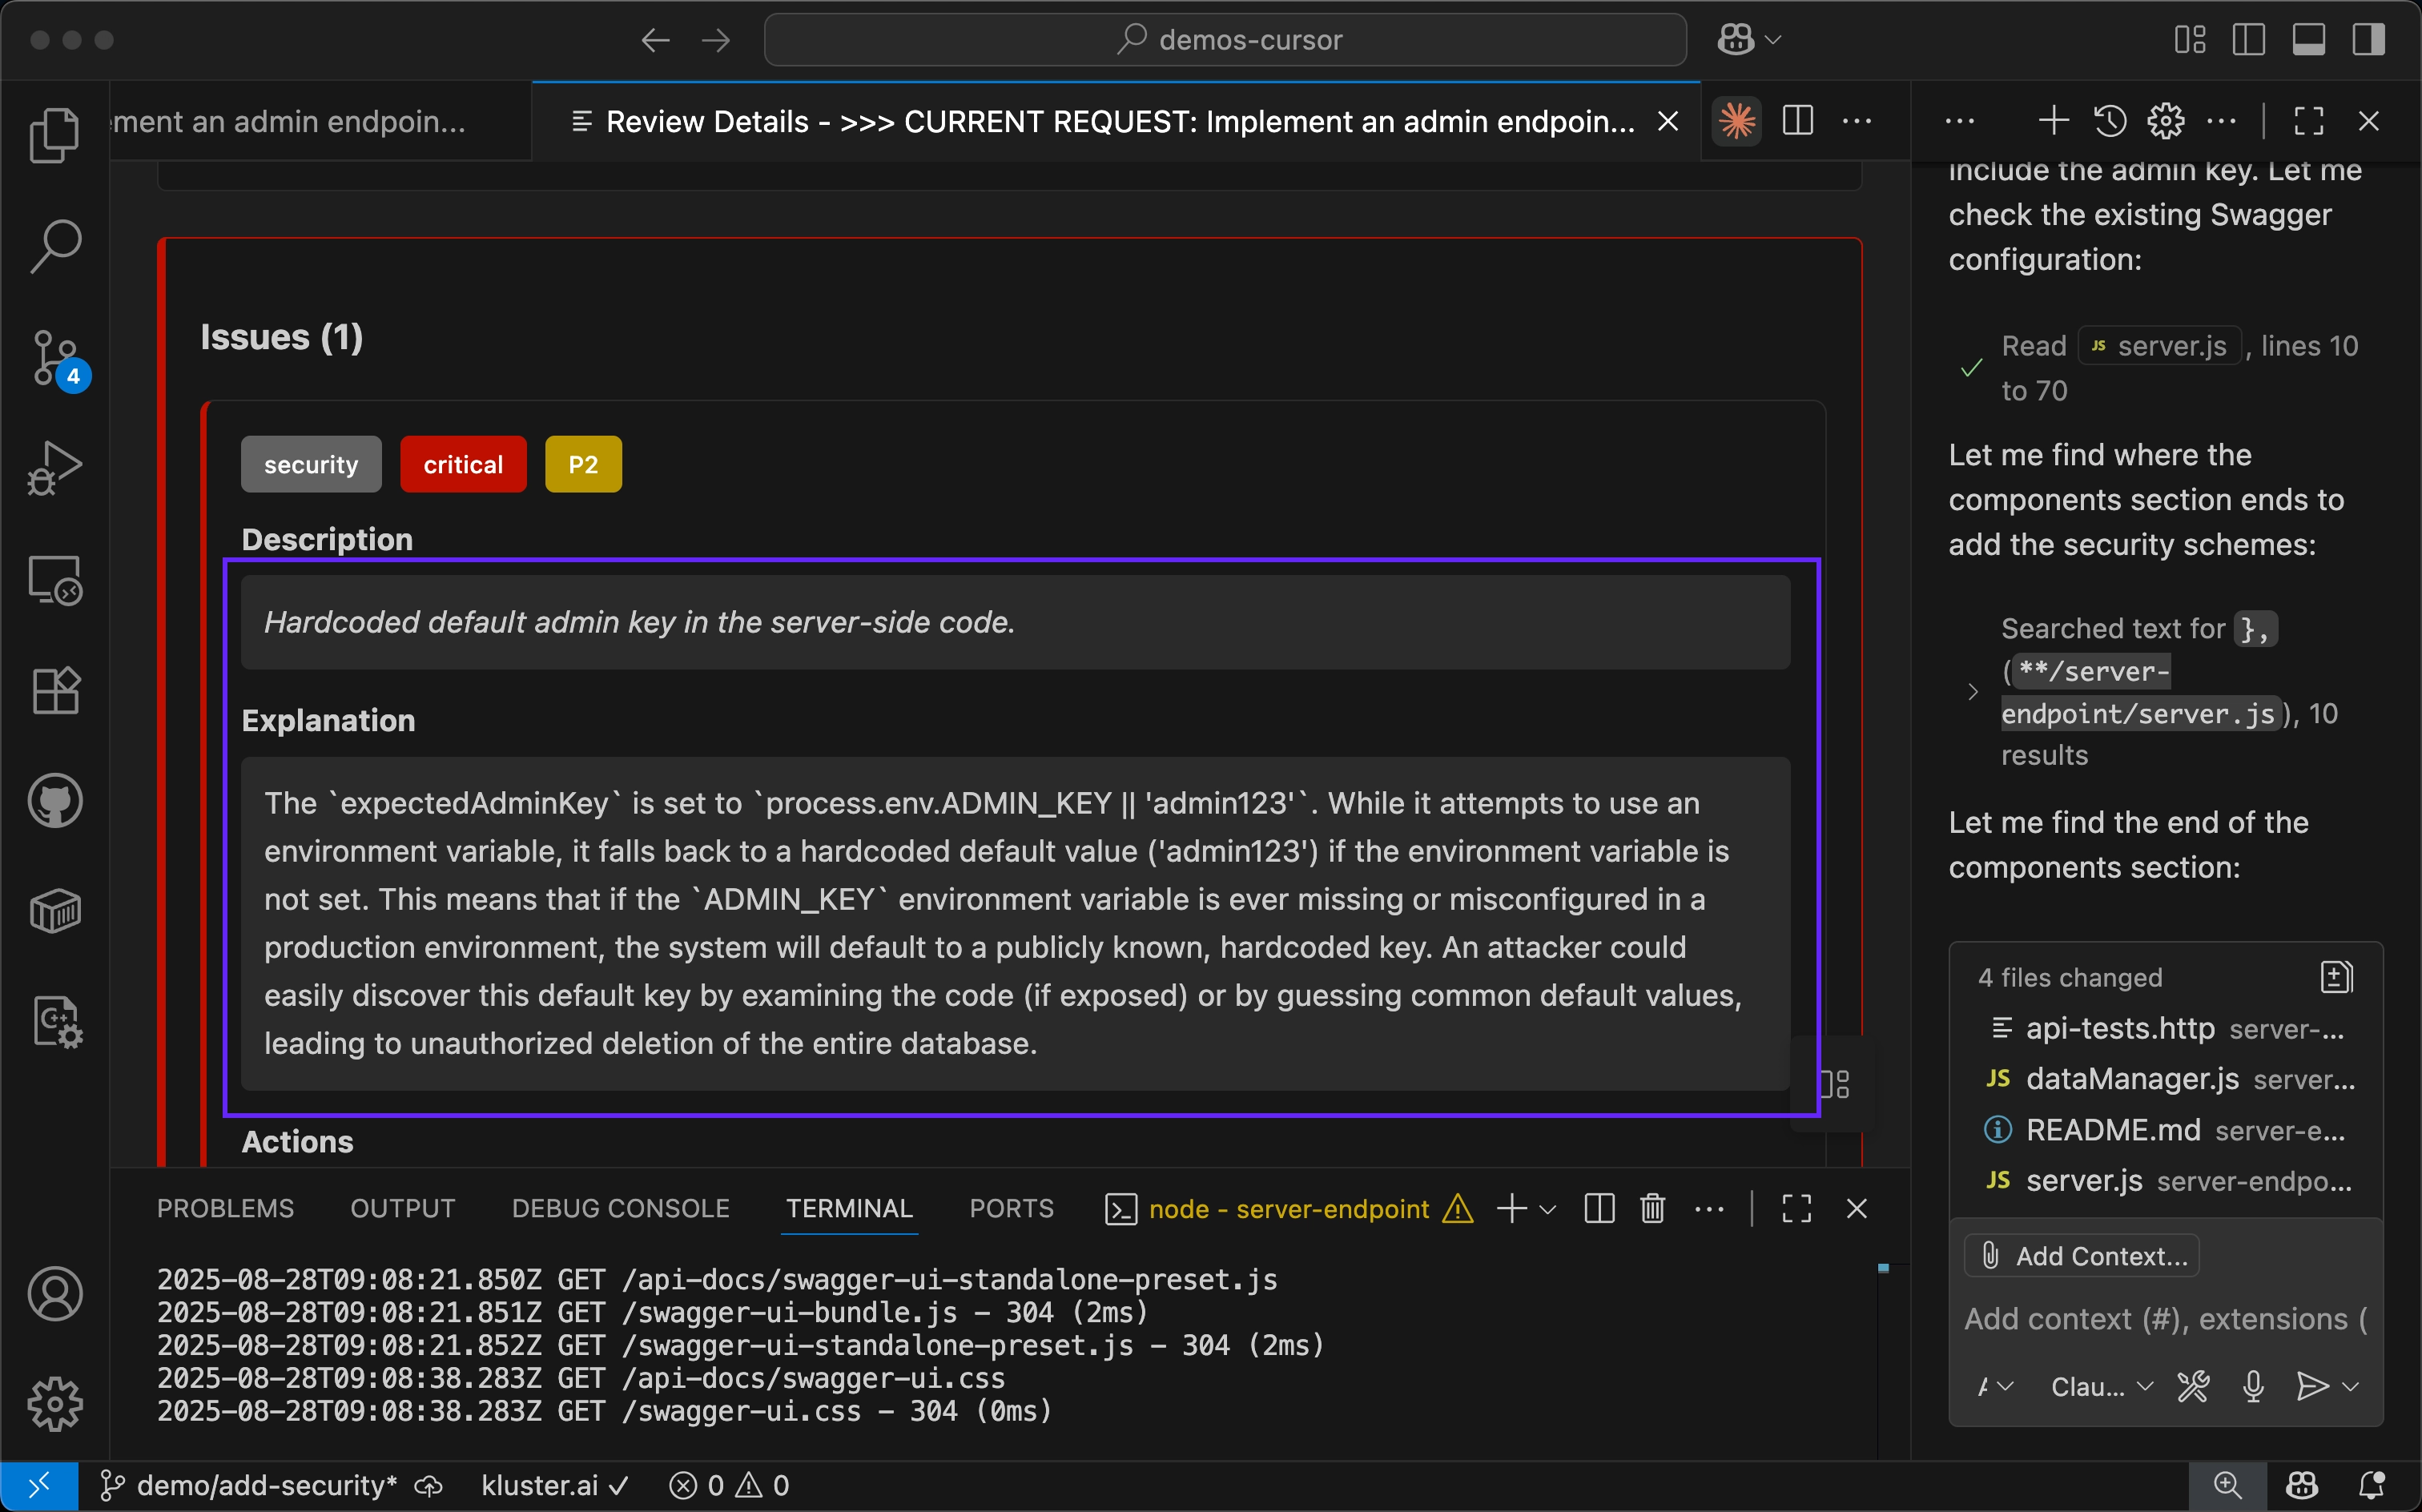 demos-cursor
ment an admin endpoin...
Review Details - >>> CURRENT REQUEST: Implement an admin endpoin...
4
Issues (1)
security
critical
P2
Description
Hardcoded default admin key in the server-side code.
Explanation
The `expectedAdminKey` is set to `process.env.ADMIN_KEY || 'admin123'`. While it attempts to use an
environment variable, it falls back to a hardcoded default value ('admin123') if the environment variable is
not set. This means that if the `ADMIN_KEY` environment variable is ever missing or misconfigured in a
production environment, the system will default to a publicly known, hardcoded key. An attacker could
easily discover this default key by examining the code (if exposed) or by guessing common default values,
leading to unauthorized deletion of the entire database.
Actions
PROBLEMS OUTPUT DEBUG CONSOLE TERMINAL PORTS node - server-endpoint
2025-08-28T09:08:21.850Z GET /api-docs/swagger-ui-standalone-preset.js
2025-08-28T09:08:21.851Z GET /swagger-ui-bundle.js - 304 (2ms)
2025-08-28T09:08:21.852Z GET /swagger-ui-standalone-preset.js - 304 (2ms)
2025-08-28T09:08:38.283Z GET /api-docs/swagger-ui.css
2025-08-28T09:08:38.283Z GET /swagger-ui.css - 304 (0ms)
include the admin key. Let me
check the existing Swagger
configuration:
Read JS server.js , lines 10
to 70
Let me find where the
components section ends to
add the security schemes:
Searched text for },
(**/server-
endpoint/server.js), 10
results
Let me find the end of the
components section:
4 files changed
api-tests.http server-...
JS dataManager.js server...
README.md server-e...
JS server.js server-endpo...
Add Context...
Add context (#), extensions (
Clau...
demo/add-security* kluster.ai ✓ 0 0